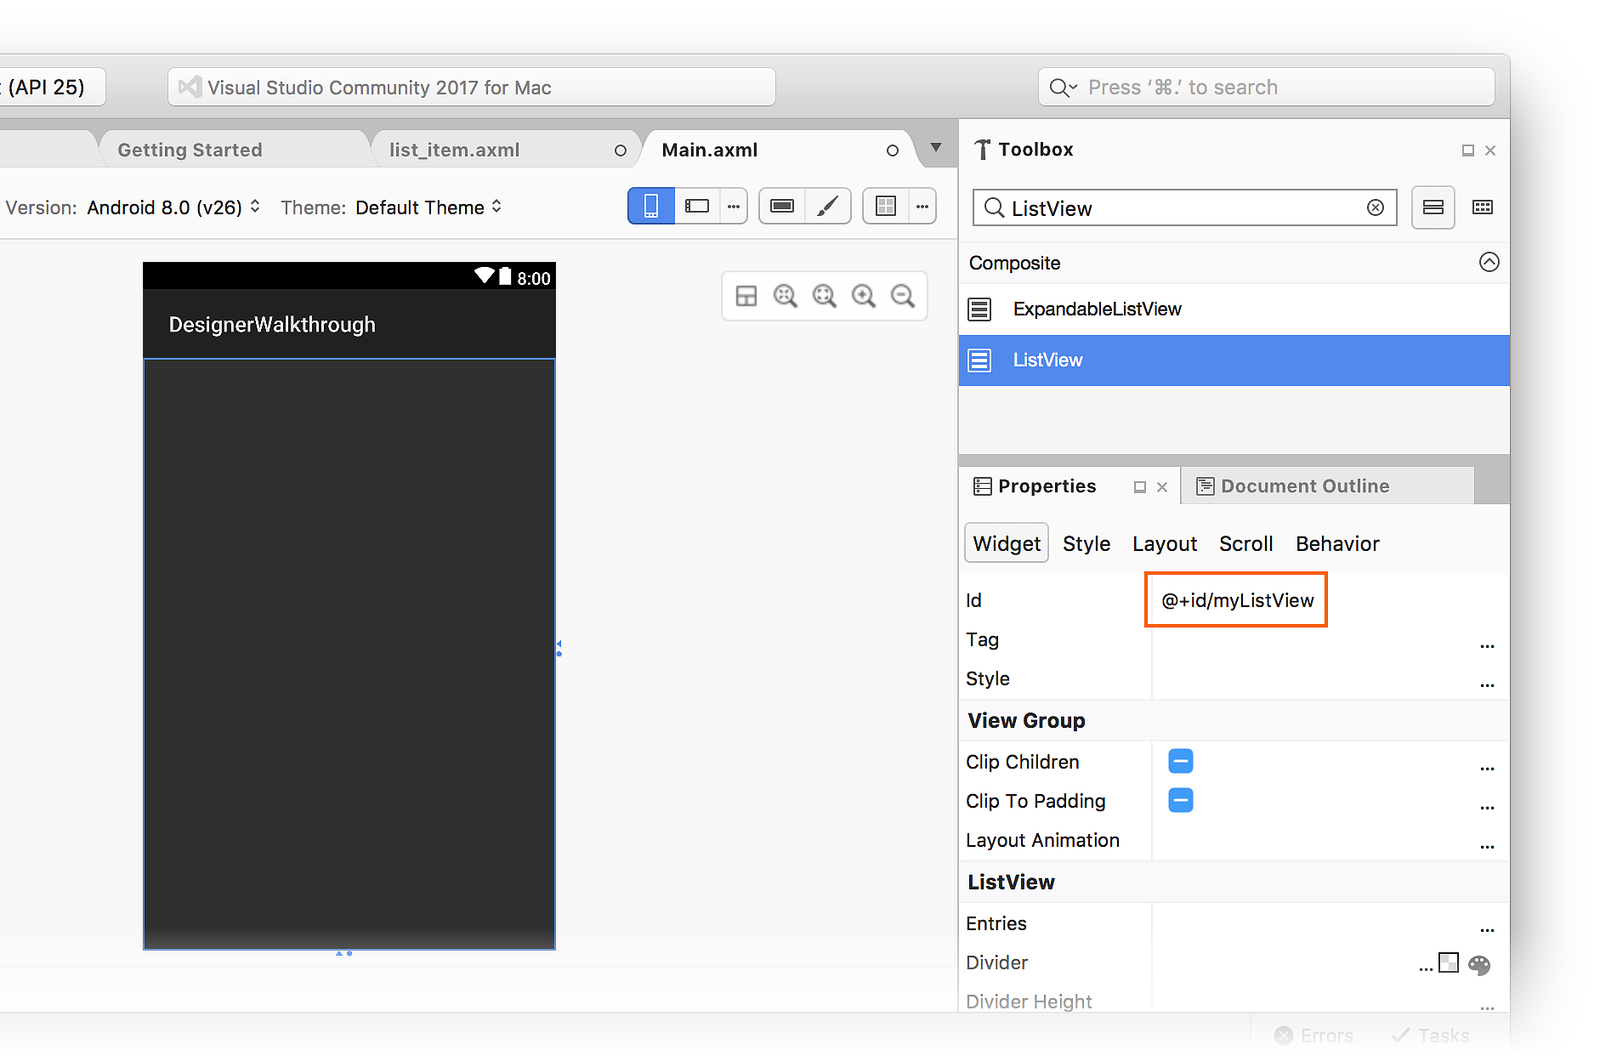 (API 25)
Visual Studio Community 2017 for Mac
Press ‘⌘.’ to search
Getting Started
list_item.axml
Main.axml
Toolbox
Version: Android 8.0 (v26)
Theme: Default Theme
ListView
Composite
ExpandableListView
ListView
8:00
DesignerWalkthrough
Properties
Document Outline
Widget Style Layout Scroll Behavior
Id @+id/myListView
Tag ...
Style ...
View Group
Clip Children ...
Clip To Padding ...
Layout Animation ...
ListView
Entries ...
Divider ...
Divider Height ...
Errors Tasks